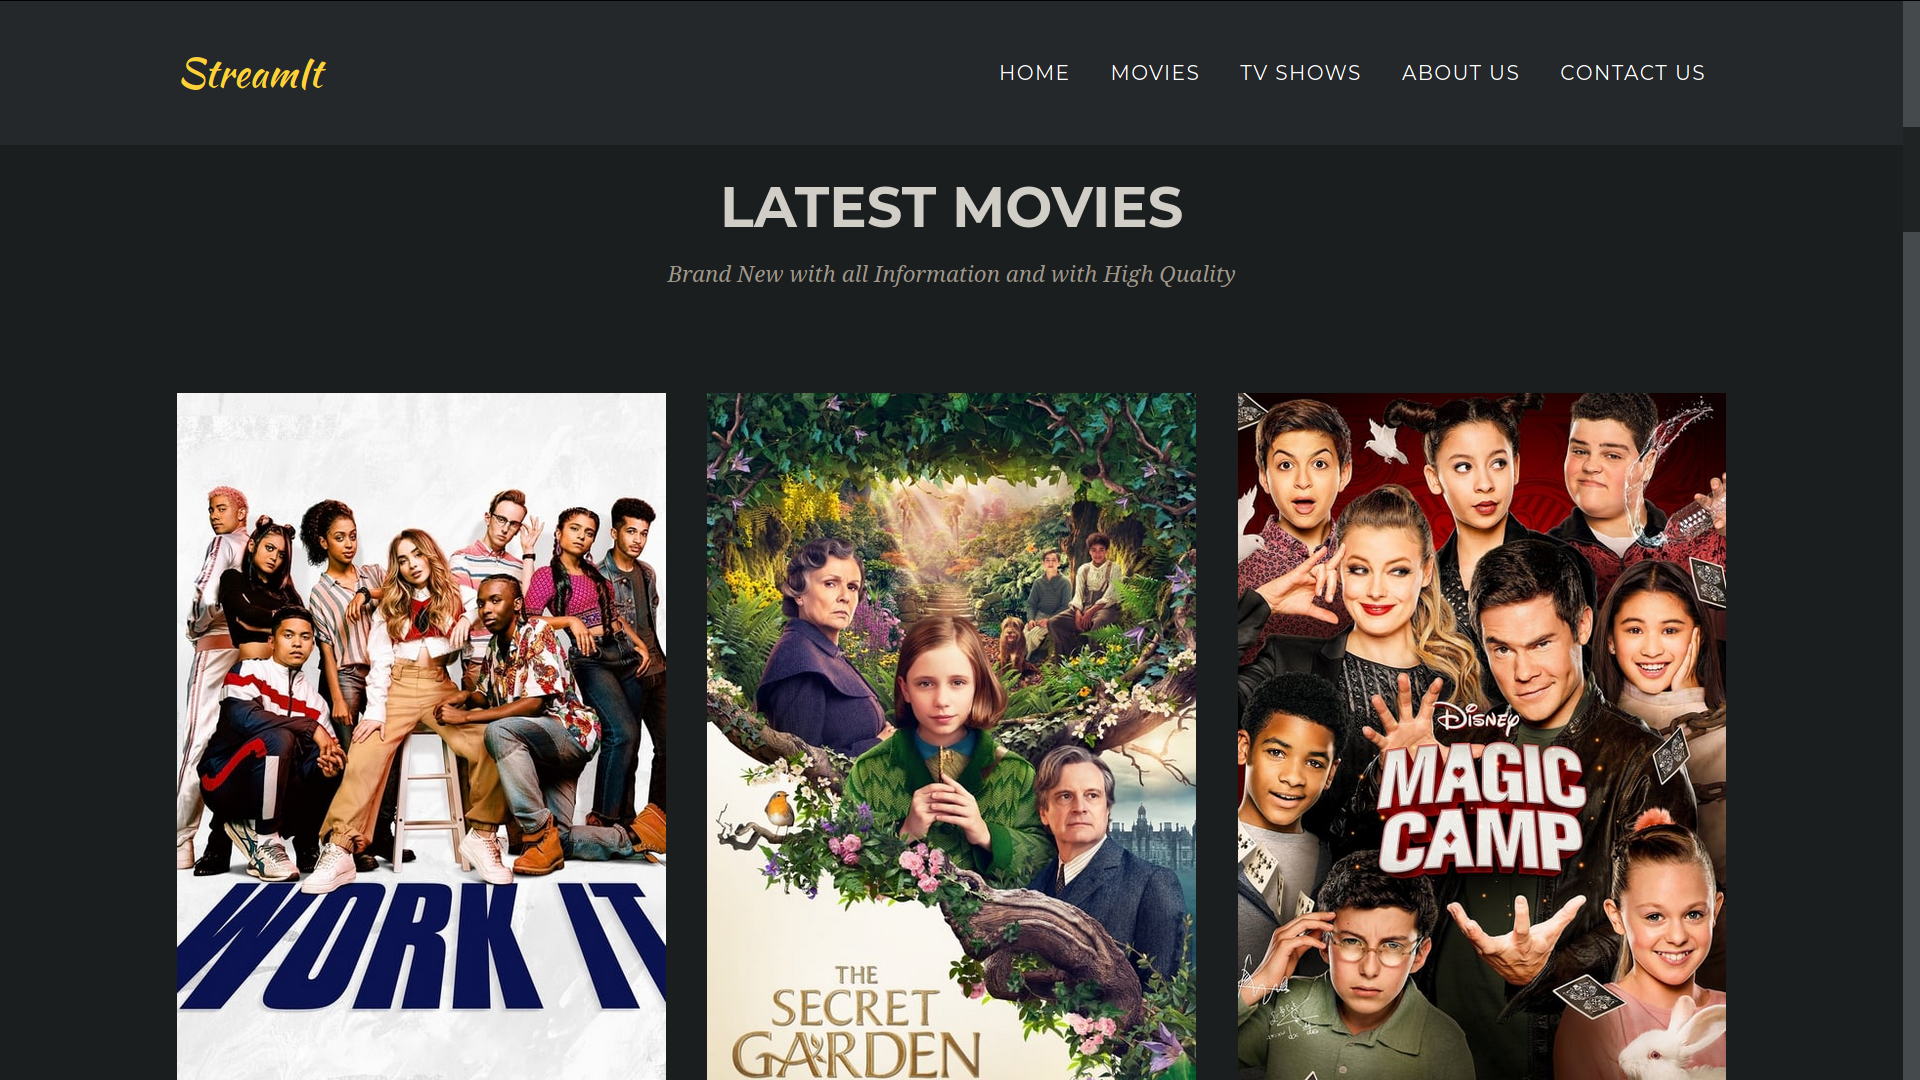 StreamIt
HOME MOVIES TV SHOWS ABOUT US CONTACT US
LATEST MOVIES
Brand New with all Information and with High Quality
WORK IT
THE
SECRET
GARDEN
DISNEY
MAGIC
CAMP